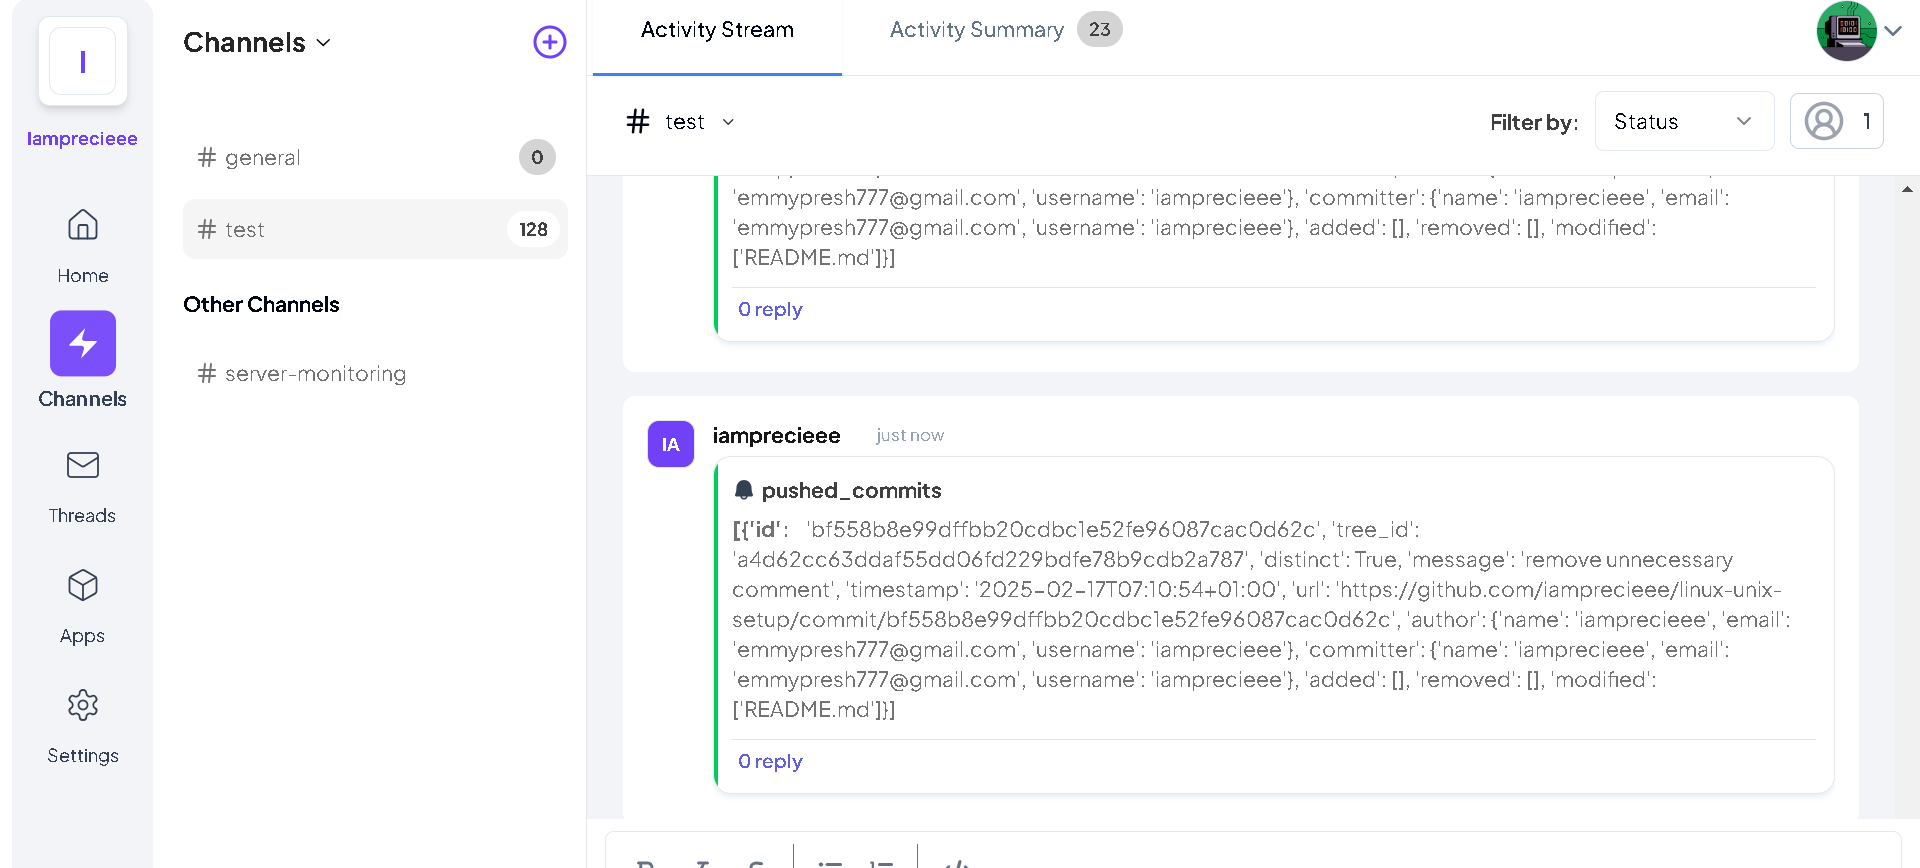 I
Iamprecieee
Home
Channels
Threads
Apps
Settings
Channels
# general 0
# test 128
Other Channels
# server-monitoring
Activity Stream
Activity Summary 23
# test
Filter by: Status 1
'emmypresh777@gmail.com', 'username': 'iamprecieee'}, 'committer': {'name': 'iamprecieee', 'email':
'emmypresh777@gmail.com', 'username': 'iamprecieee'}, 'added': [], 'removed': [], 'modified':
['README.md']}]
0 reply
IA
iamprecieee just now
pushed_commits
[{'id': 'bf558b8e99dffbb20cdbc1e52fe96087cac0d62c', 'tree_id':
'a4d62cc63ddaf55dd06fd229bdfe78b9cdb2a787', 'distinct': True, 'message': 'remove unnecessary
comment', 'timestamp': '2025-02-17T07:10:54+01:00', 'url': 'https://github.com/iamprecieee/linux-unix-
setup/commit/bf558b8e99dffbb20cdbc1e52fe96087cac0d62c', 'author': {'name': 'iamprecieee', 'email':
'emmypresh777@gmail.com', 'username': 'iamprecieee'}, 'committer': {'name': 'iamprecieee', 'email':
'emmypresh777@gmail.com', 'username': 'iamprecieee'}, 'added': [], 'removed': [], 'modified':
['README.md']}]
0 reply